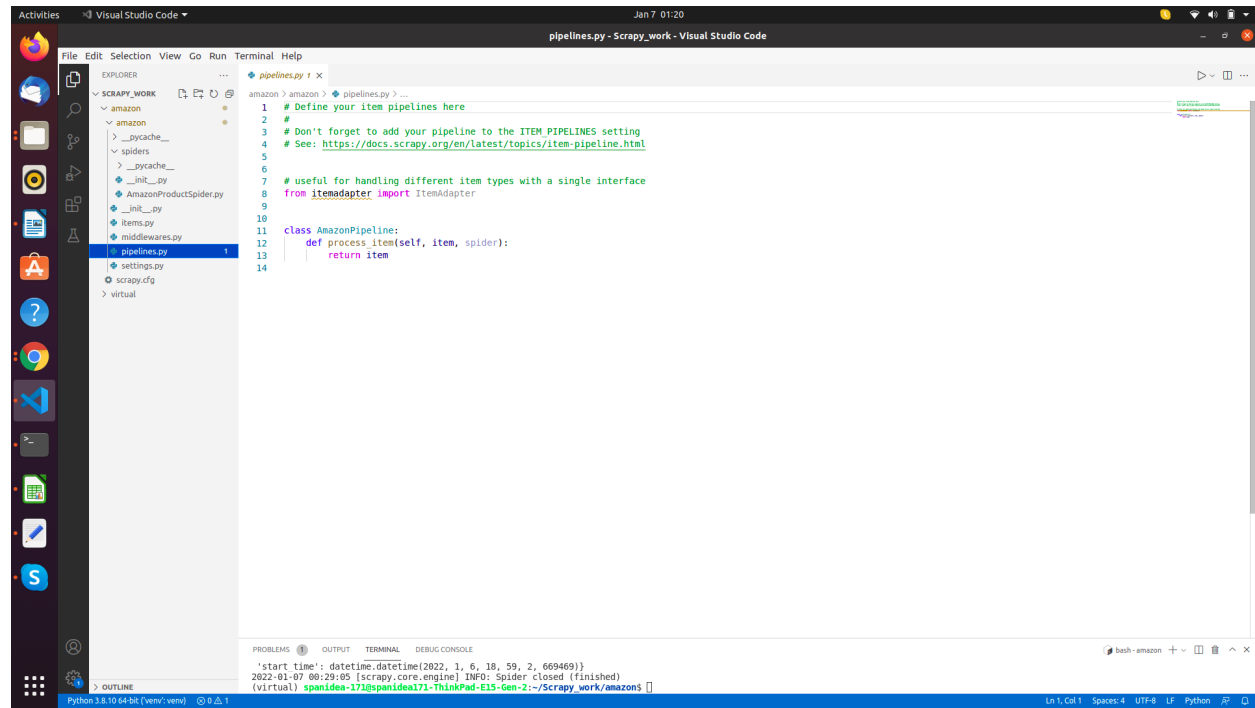 Activities
Visual Studio Code
Jan 7 01:20
pipelines.py - Scrapy_work - Visual Studio Code
File Edit Selection View Go Run Terminal Help
EXPLORER
SCRAPY_WORK
amazon
amazon
__pycache__
spiders
__pycache__
__init__.py
AmazonProductSpider.py
__init__.py
items.py
middlewares.py
pipelines.py 1
settings.py
scrapy.cfg
virtual
OUTLINE
pipelines.py 1
amazon > amazon > pipelines.py > ...
1 # Define your item pipelines here
2 #
3 # Don't forget to add your pipeline to the ITEM_PIPELINES setting
4 # See: https://docs.scrapy.org/en/latest/topics/item-pipeline.html
5
6
7 # useful for handling different item types with a single interface
8 from itemadapter import ItemAdapter
9
10
11 class AmazonPipeline:
12 def process_item(self, item, spider):
13 return item
14
PROBLEMS 1 OUTPUT TERMINAL DEBUG CONSOLE
bash - amazon
'start_time': datetime.datetime(2022, 1, 6, 18, 59, 2, 669469)}
2022-01-07 00:29:05 [scrapy.core.engine] INFO: Spider closed (finished)
(virtual) spanidea-171@spanidea171-ThinkPad-E15-Gen-2:~/Scrapy_work/amazon$
Python 3.8.10 64-bit ('venv': venv) 0 1
Ln 1, Col 1 Spaces: 4 UTF-8 LF Python